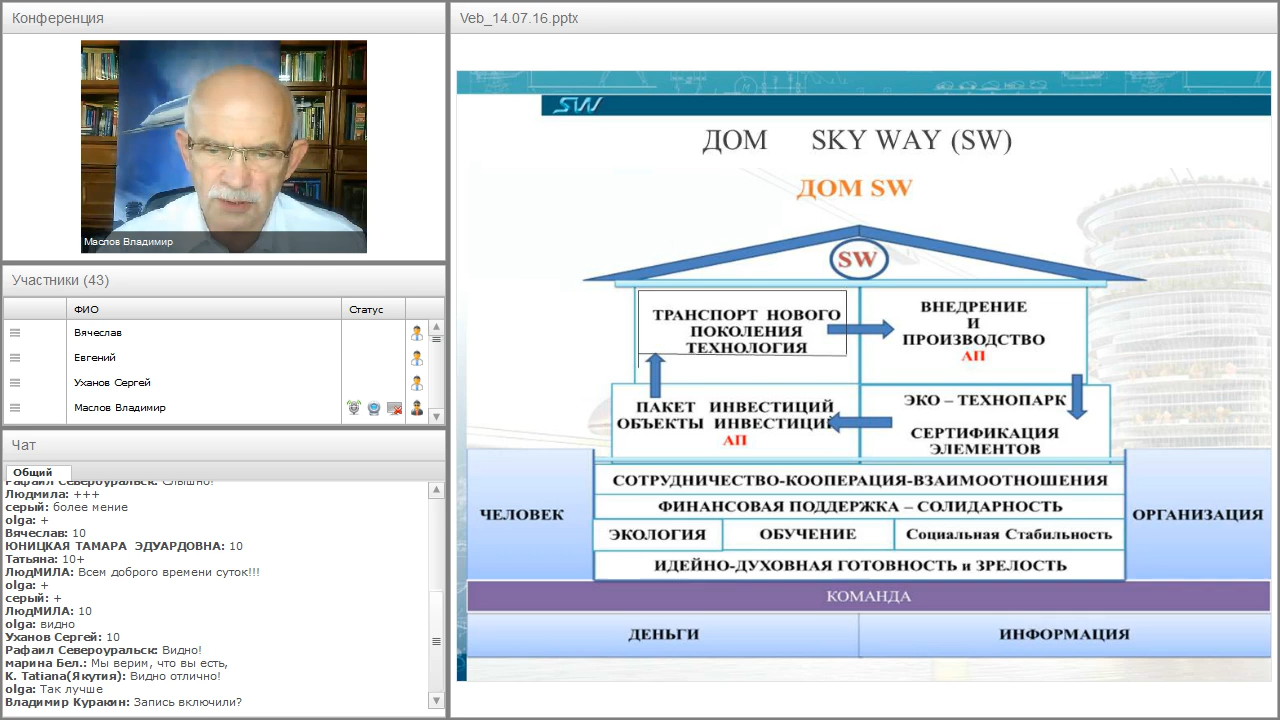 Конференция
Маслов Владимир
Участники (43)
ФИО
Статус
Вячеслав
Евгений
Уханов Сергей
Маслов Владимир
Чат
Общий
Рафаил Североуральск: Слышно!
Людмила: +++
серый: более мение
olga: +
Вячеслав: 10
ЮНИЦКАЯ ТАМАРА ЭДУАРДОВНА: 10
Татьяна: 10+
ЛюдМИЛА: Всем доброго времени суток!!!
olga: +
серый: +
ЛюдМИЛА: 10
olga: видно
Уханов Сергей: 10
Рафаил Североуральск: Видно!
марина Бел.: Мы верим, что вы есть,
K. Tatiana(Якутия): Видно отлично!
olga: Так лучше
Владимир Куракин: Запись включили?
Veb_14.07.16.pptx
SW
ДОМ SKY WAY (SW)
ДОМ SW
SW
ТРАНСПОРТ НОВОГО
ПОКОЛЕНИЯ
ТЕХНОЛОГИЯ
ВНЕДРЕНИЕ
И
ПРОИЗВОДСТВО
АП
ПАКЕТ ИНВЕСТИЦИЙ
ОБЪЕКТЫ ИНВЕСТИЦИЙ
АП
ЭКО – ТЕХНОПАРК
СЕРТИФИКАЦИЯ
ЭЛЕМЕНТОВ
ЧЕЛОВЕК
СОТРУДНИЧЕСТВО-КООПЕРАЦИЯ-ВЗАИМООТНОШЕНИЯ
ФИНАНСОВАЯ ПОДДЕРЖКА – СОЛИДАРНОСТЬ
ЭКОЛОГИЯ
ОБУЧЕНИЕ
Социальная Стабильность
ИДЕЙНО-ДУХОВНАЯ ГОТОВНОСТЬ и ЗРЕЛОСТЬ
ОРГАНИЗАЦИЯ
КОМАНДА
ДЕНЬГИ
ИНФОРМАЦИЯ